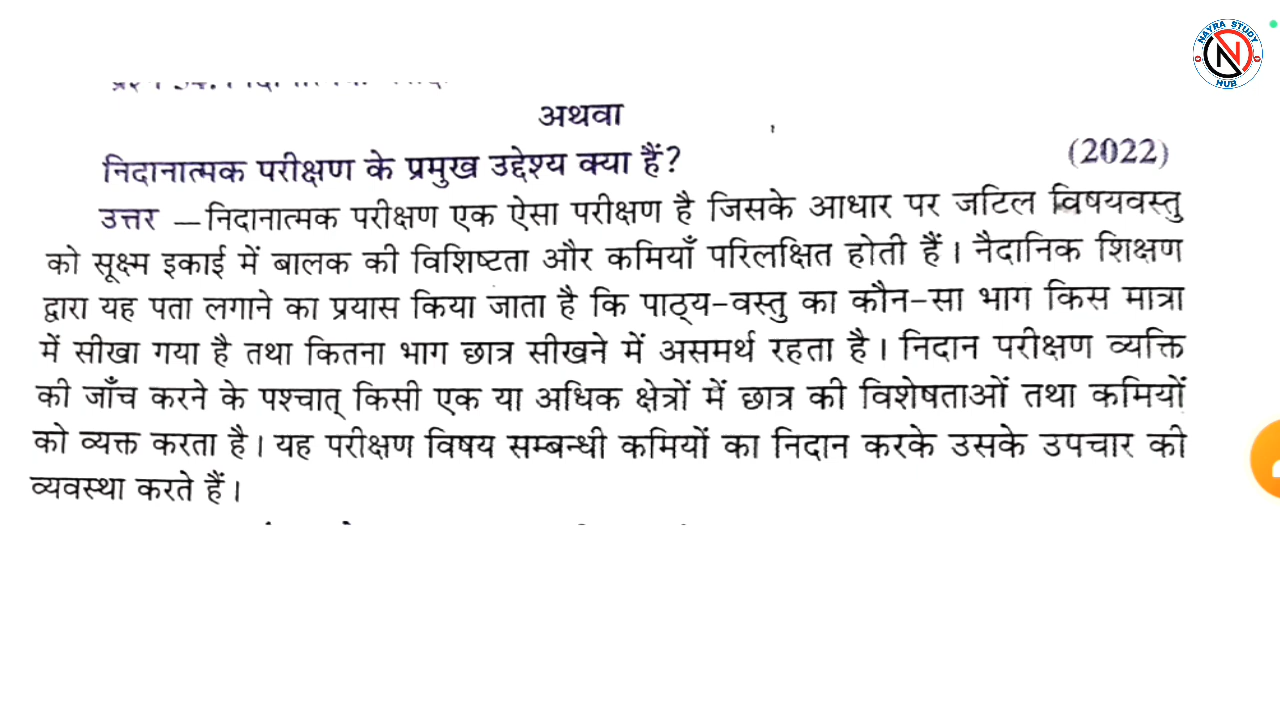 NAYRA STUDY
N
HUB
अथवा
निदानात्मक परीक्षण के प्रमुख उद्देश्य क्या हैं? (2022)
उत्तर —निदानात्मक परीक्षण एक ऐसा परीक्षण है जिसके आधार पर जटिल विषयवस्तु
को सूक्ष्म इकाई में बालक की विशिष्टता और कमियाँ परिलक्षित होती हैं। नैदानिक शिक्षण
द्वारा यह पता लगाने का प्रयास किया जाता है कि पाठ्य-वस्तु का कौन-सा भाग किस मात्रा
में सीखा गया है तथा कितना भाग छात्र सीखने में असमर्थ रहता है। निदान परीक्षण व्यक्ति
की जाँच करने के पश्चात् किसी एक या अधिक क्षेत्रों में छात्र की विशेषताओं तथा कमियों
को व्यक्त करता है। यह परीक्षण विषय सम्बन्धी कमियों का निदान करके उसके उपचार की
व्यवस्था करते हैं।